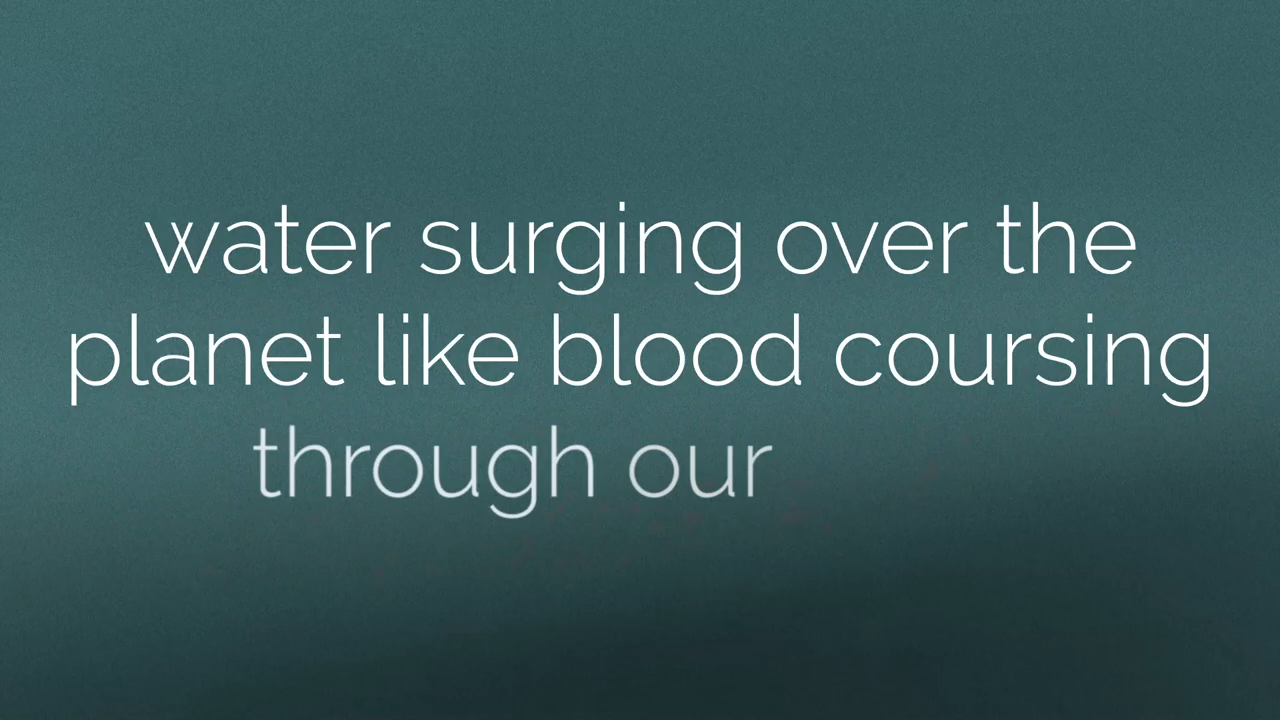 water surging over the
planet like blood coursing
through our